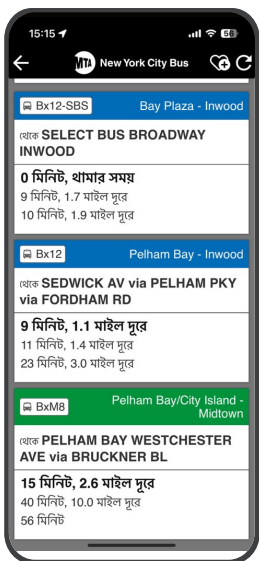 15:15 56
MTA New York City Bus
Bx12-SBS Bay Plaza - Inwood
থেকে SELECT BUS BROADWAY
INWOOD
0 মিনিট, থামার সময়
9 মিনিট, 1.7 মাইল দূরে
10 মিনিট, 1.9 মাইল দূরে
Bx12 Pelham Bay - Inwood
থেকে SEDWICK AV via PELHAM PKY
via FORDHAM RD
9 মিনিট, 1.1 মাইল দূরে
11 মিনিট, 1.4 মাইল দূরে
23 মিনিট, 3.0 মাইল দূরে
BxM8 Pelham Bay/City Island -
Midtown
থেকে PELHAM BAY WESTCHESTER
AVE via BRUCKNER BL
15 মিনিট, 2.6 মাইল দূরে
40 মিনিট, 10.0 মাইল দূরে
56 মিনিট